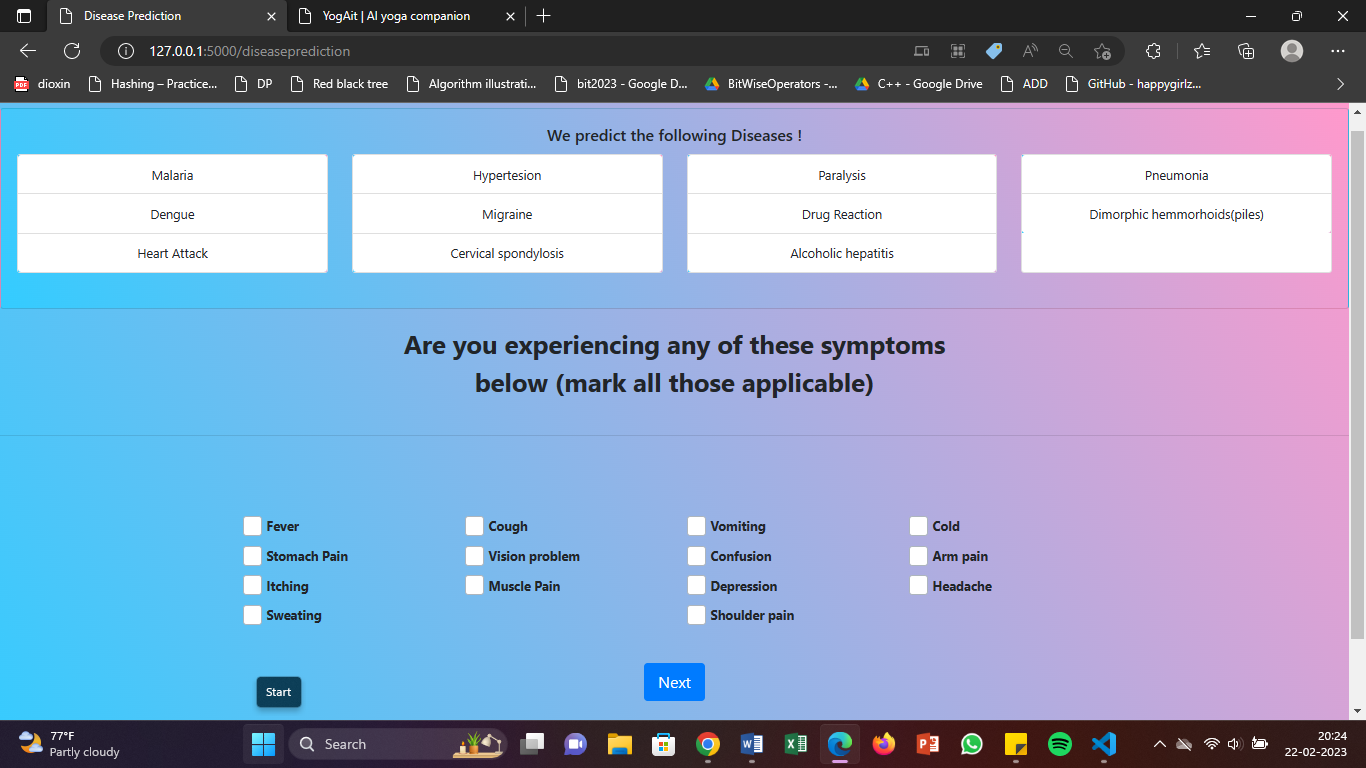 Disease Prediction
YogAit | AI yoga companion
127.0.0.1:5000/diseaseprediction
PDF
dioxin
Hashing – Practice...
DP
Red black tree
Algorithm illustrati...
bit2023 - Google D...
BitWiseOperators -...
C++ - Google Drive
ADD
GitHub - happygirlz...
We predict the following Diseases !
Malaria
Hypertesion
Paralysis
Pneumonia
Dengue
Migraine
Drug Reaction
Dimorphic hemmorhoids(piles)
Heart Attack
Cervical spondylosis
Alcoholic hepatitis
Are you experiencing any of these symptoms
below (mark all those applicable)
Fever
Cough
Vomiting
Cold
Stomach Pain
Vision problem
Confusion
Arm pain
Itching
Muscle Pain
Depression
Headache
Sweating
Shoulder pain
Start
Next
77°F
Partly cloudy
Search
20:24
22-02-2023